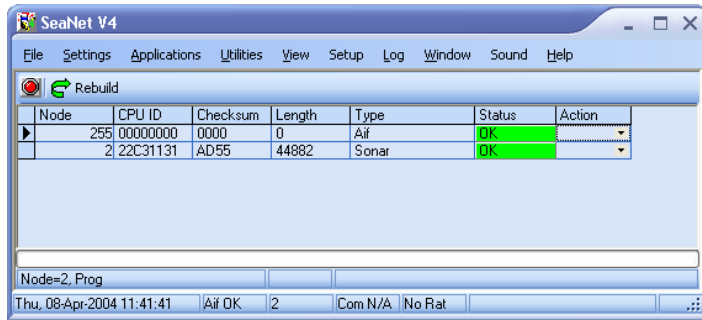 SeaNet V4
File Settings Applications Utilities View Setup Log Window Sound Help
Rebuild
Node CPU ID Checksum Length Type Status Action
255 00000000 0000 0 Aif OK
2 22C31131 AD55 44882 Sonar OK
Node=2, Prog
Thu, 08-Apr-2004 11:41:41 Aif OK 2 Com N/A No Rat